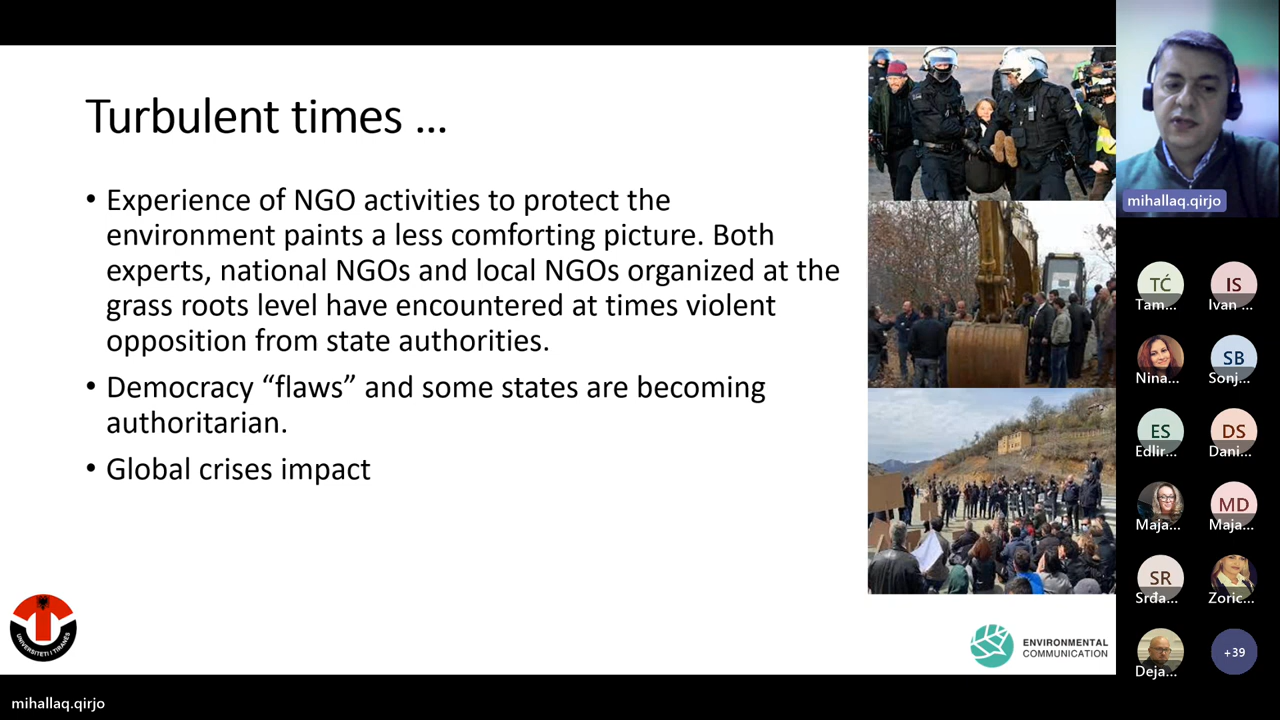 Turbulent times ...
• Experience of NGO activities to protect the
environment paints a less comforting picture. Both
experts, national NGOs and local NGOs organized at the
grass roots level have encountered at times violent
opposition from state authorities.
• Democracy “flaws” and some states are becoming
authoritarian.
• Global crises impact
UNIVERSITETI I TIRANËS
ENVIRONMENTAL
COMMUNICATION
mihallaq.qirjo
TĆ
Tam...
IS
Ivan ...
Nina...
SB
Sonj...
ES
Edlir...
DS
Dani...
Maja...
MD
Maja...
SR
Srđa...
Zoric...
Deja...
+39
mihallaq.qirjo